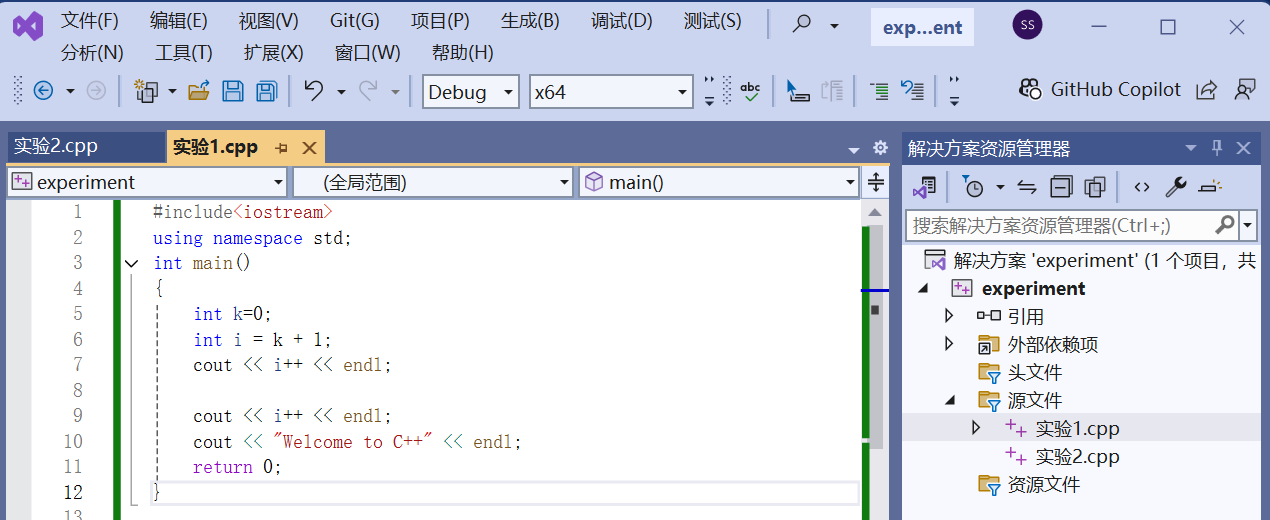 文件(F) 编辑(E) 视图(V) Git(G) 项目(P) 生成(B) 调试(D) 测试(S) exp...ent SS
分析(N) 工具(T) 扩展(X) 窗口(W) 帮助(H)
Debug x64 abc GitHub Copilot
实验2.cpp 实验1.cpp
experiment (全局范围) main()
1 #include<iostream>
2 using namespace std;
3 int main()
4 {
5 int k=0;
6 int i = k + 1;
7 cout << i++ << endl;
8
9 cout << i++ << endl;
10 cout << "Welcome to C++" << endl;
11 return 0;
12 }
13
解决方案资源管理器
搜索解决方案资源管理器(Ctrl+;)
解决方案 'experiment' (1 个项目，共
experiment
引用
外部依赖项
头文件
源文件
实验1.cpp
实验2.cpp
资源文件